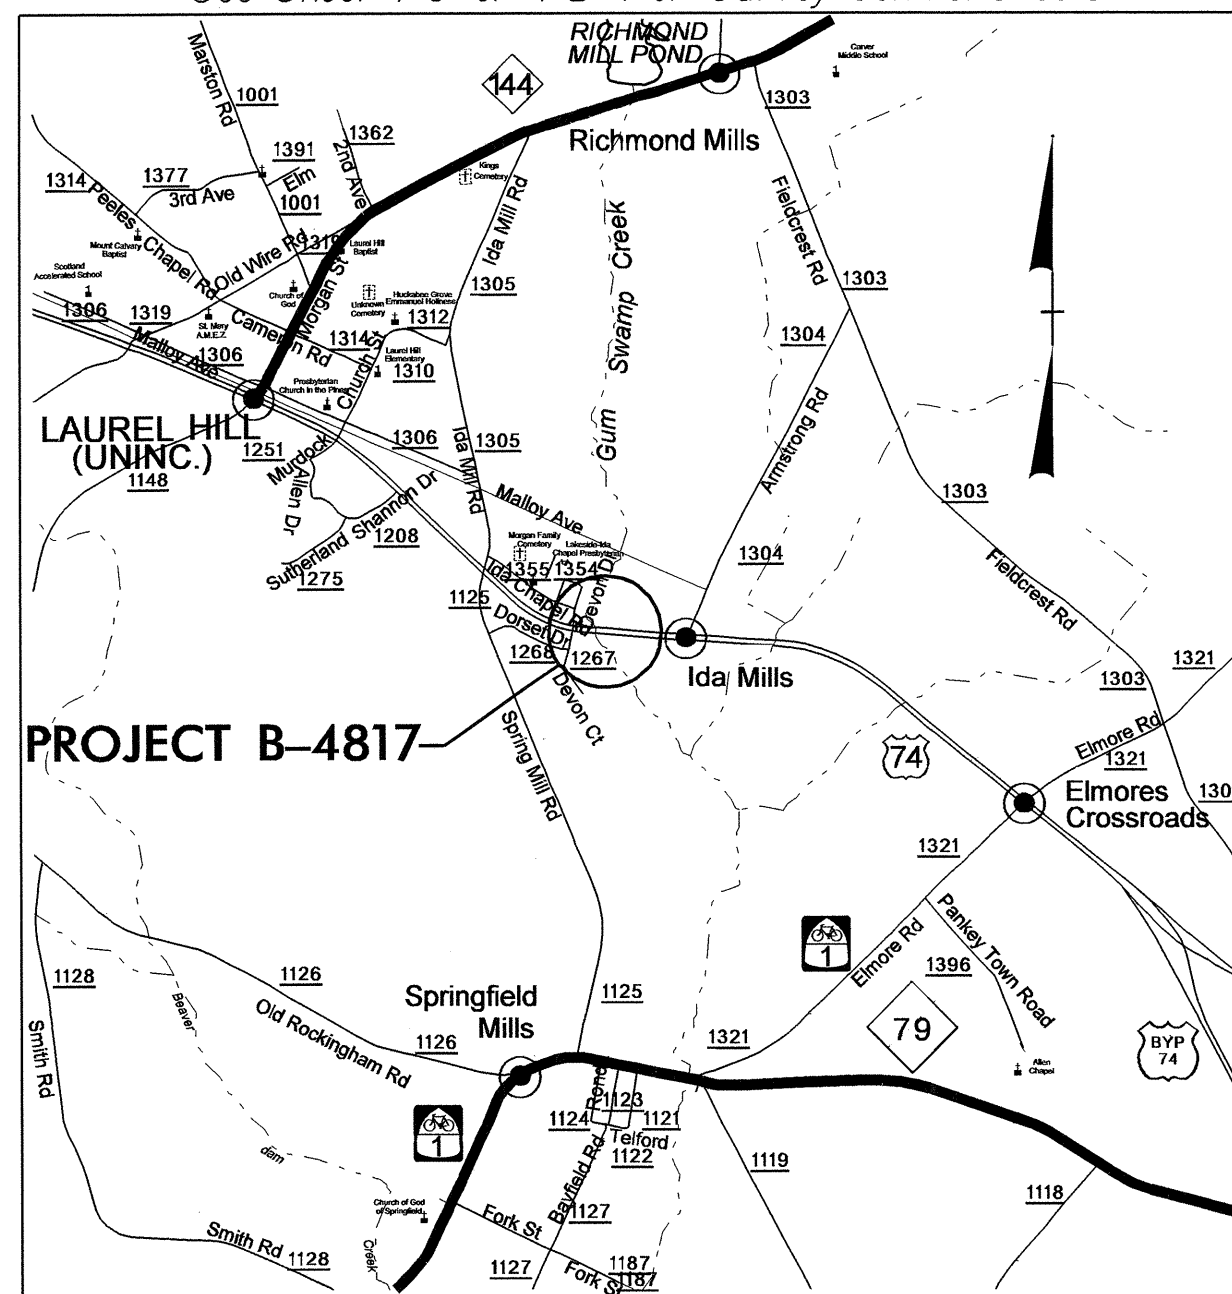 RICHMOND
MILL POND
Carver
Middle School
Marston Rd
144
1303
1001
1362
Richmond Mills
2nd Ave
1391
Kings
Cemetery
1377
Elm
1314
Peeles
3rd Ave
1001
Ida Mill Rd
Fieldcrest Rd
Swamp Creek
Mount Calvary
Baptist
Chapel Rd
Old Wire Rd
1319
Laurel Hill
Baptist
Scotland
Accelerated School
1305
1303
Church of
God
Morgan St
Unknown
Cemetery
Huckabee Grove
Emmanuel Holiness
1306
1319
St. Mary
A.M.E.Z.
Cameron Rd
1314
1312
1304
Malloy Ave
1306
Church St
Laurel Hill
Elementary
1310
Presbyterian
Church in the Pines
Gum
Armstrong Rd
LAUREL HILL
(UNINC.)
1251
1306
1305
Ida Mill Rd
Murdock
1148
Allen Dr
Shannon Dr
Malloy Ave
1303
1208
Morgan Family
Cemetery
Lakeside-Ida
Chapel Presbyterian
1304
Sutherland
1275
1355
1354
Fieldcrest Rd
Ida Chapel Rd
Devon Dr
1125
Dorset Dr
1268
1267
Ida Mills
1321
1303
Devon Ct
PROJECT B–4817
Spring Mill Rd
74
Elmore Rd
1321
Elmores
Crossroads
130
1321
1
Pankey Town Road
Elmore Rd
1396
1128
1126
Springfield
Mills
1125
Beaver
Old Rockingham Rd
79
Smith Rd
1126
1321
BYP
74
Allen
Chapel
1
1123
1124
1121
Telford
dam
1122
1119
Bayfield Rd
1118
Church of God
of Springfield
Fork St
1127
Smith Rd
1128
Creek
1127
1187
Fork St
1187